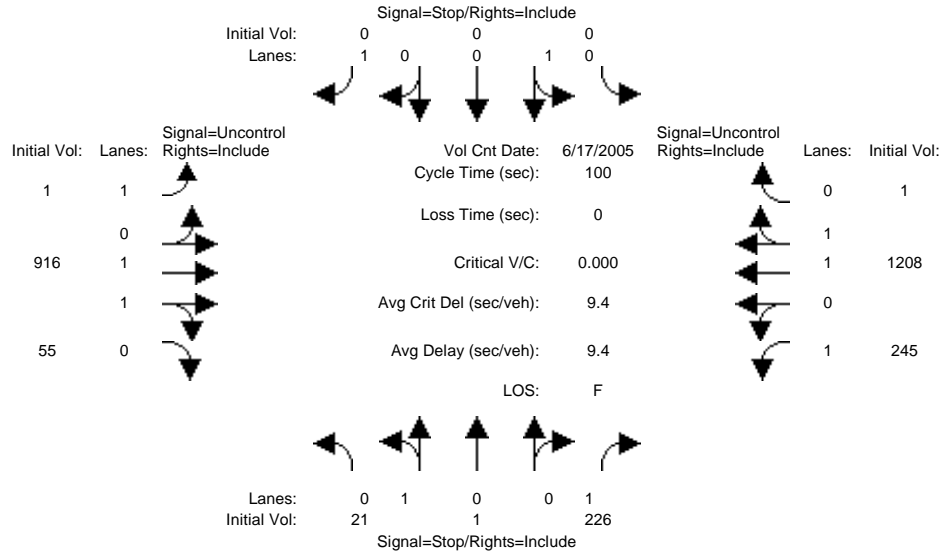 Signal=Stop/Rights=Include
Initial Vol: 0 0 0
Lanes: 1 0 0 1 0
Signal=Uncontrol
Initial Vol: Lanes: Rights=Include
Vol Cnt Date: 6/17/2005
Signal=Uncontrol
Rights=Include Lanes: Initial Vol:
Cycle Time (sec): 100
1 1
0 1
Loss Time (sec): 0
0
1
916 1
Critical V/C: 0.000
1 1208
1
Avg Crit Del (sec/veh): 9.4
0
55 0
Avg Delay (sec/veh): 9.4
1 245
LOS: F
Lanes: 0 1 0 0 1
Initial Vol: 21 1 226
Signal=Stop/Rights=Include